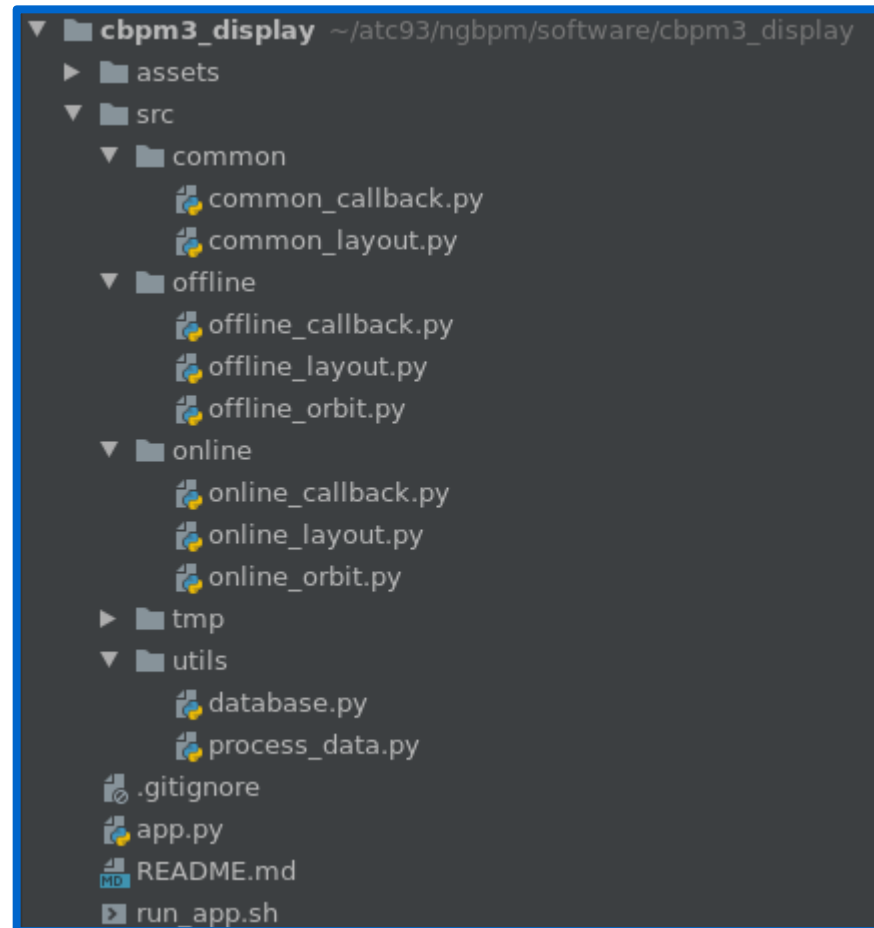 cbpm3_display ~/atc93/ngbpm/software/cbpm3_display
assets
src
common
common_callback.py
common_layout.py
offline
offline_callback.py
offline_layout.py
offline_orbit.py
online
online_callback.py
online_layout.py
online_orbit.py
tmp
utils
database.py
process_data.py
.gitignore
app.py
MD README.md
run_app.sh